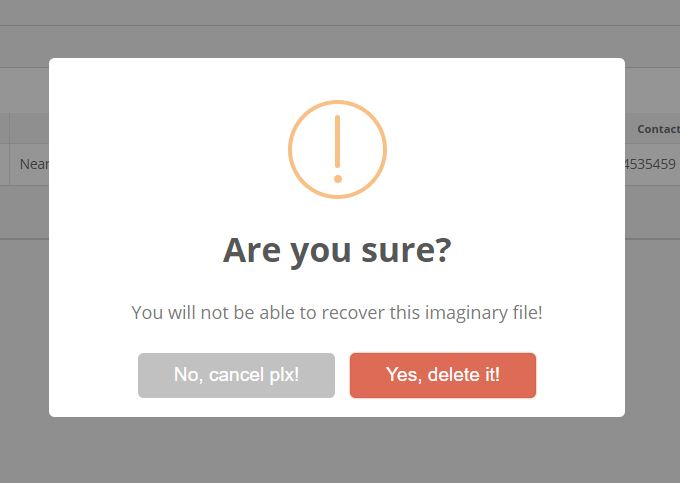 Contact
Near
4535459
Are you sure?
You will not be able to recover this imaginary file!
No, cancel plx!
Yes, delete it!